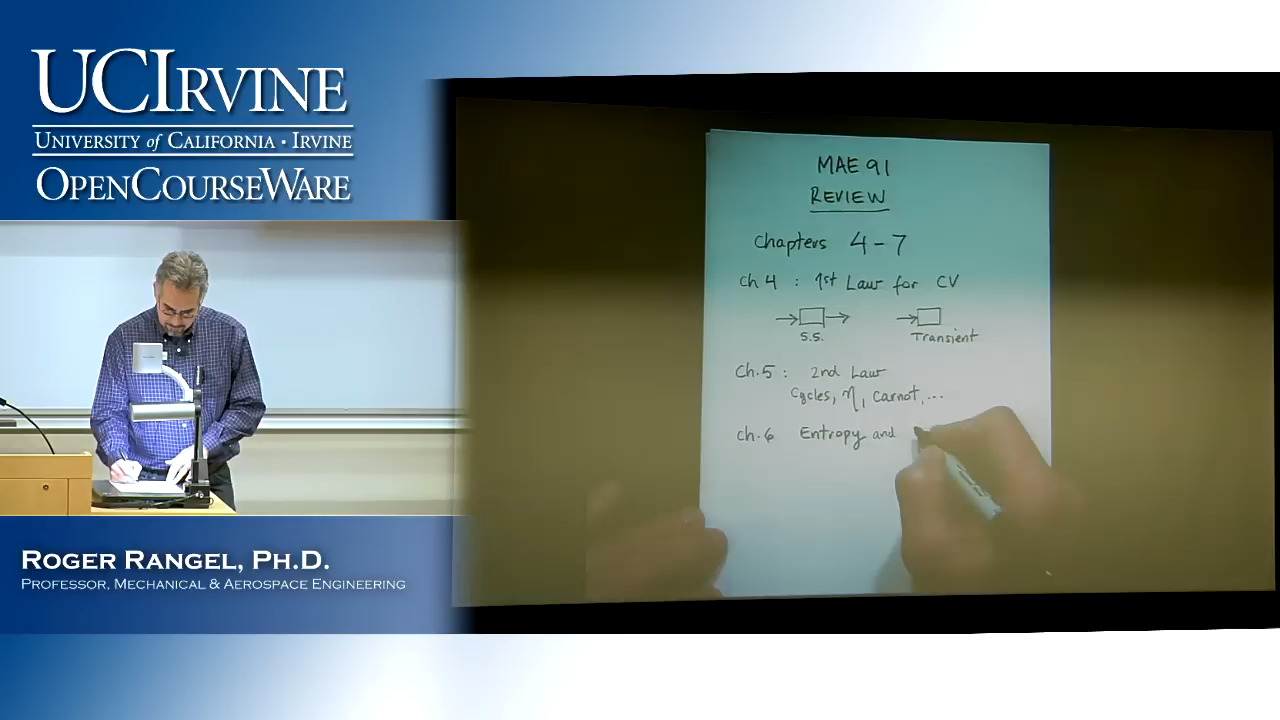 UCIRVINE
UNIVERSITY of CALIFORNIA • IRVINE
OPENCOURSEWARE
ROGER RANGEL, PH.D.
PROFESSOR, MECHANICAL & AEROSPACE ENGINEERING
MAE 91
REVIEW
Chapters 4 - 7
Ch 4 : 1st Law for CV
S.S. Transient
Ch. 5 : 2nd Law
Cycles, η, Carnot, ...
Ch. 6 Entropy and